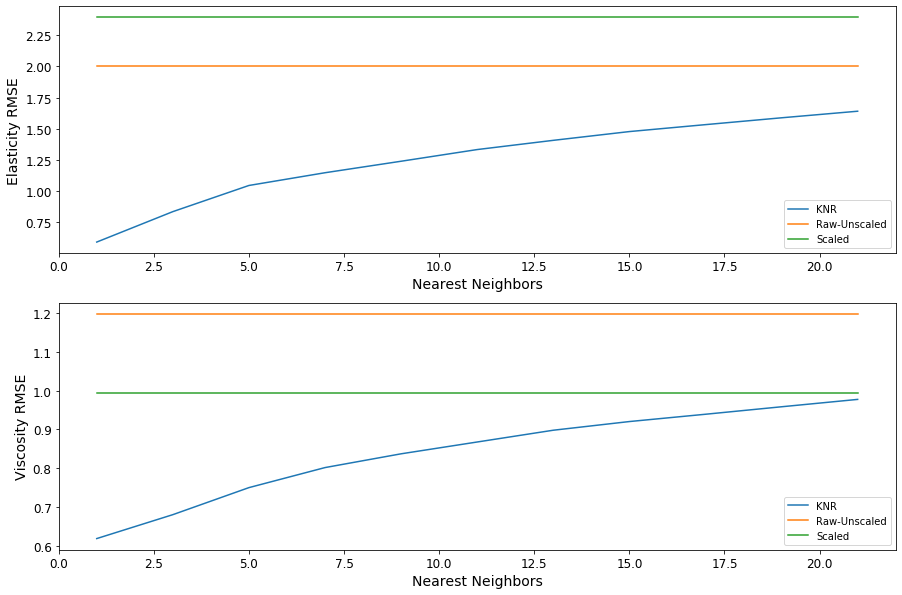 Elasticity RMSE
2.25
2.00
1.75
1.50
1.25
1.00
0.75
KNR
Raw-Unscaled
Scaled
0.0 2.5 5.0 7.5 10.0 12.5 15.0 17.5 20.0
Nearest Neighbors
Viscosity RMSE
1.2
1.1
1.0
0.9
0.8
0.7
0.6
KNR
Raw-Unscaled
Scaled
0.0 2.5 5.0 7.5 10.0 12.5 15.0 17.5 20.0
Nearest Neighbors